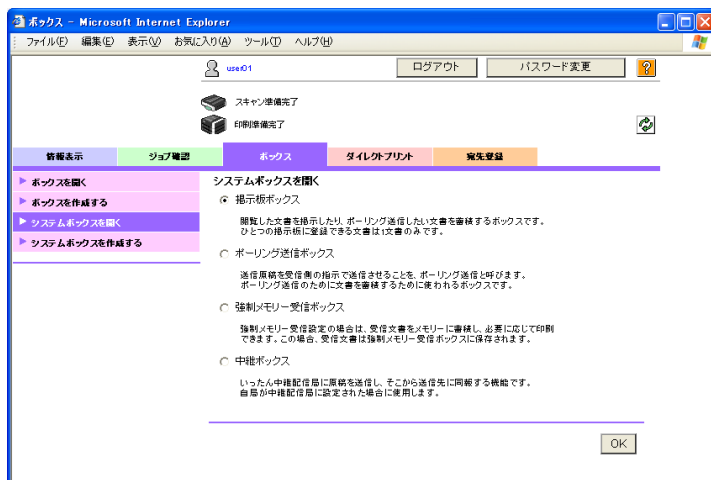 ボックス - Microsoft Internet Explorer
ファイル(F) 編集(E) 表示(V) お気に入り(A) ツール(T) ヘルプ(H)
user01 ログアウト パスワード変更 ?
スキャン準備完了
印刷準備完了
情報表示 ジョブ確認 ボックス ダイレクトプリント 宛先登録
ボックスを開く
ボックスを作成する
システムボックスを開く
システムボックスを作成する
システムボックスを開く
掲示板ボックス
閲覧した文書を掲示したり、ポーリング送信したい文書を蓄積するボックスです。
ひとつの掲示板に登録できる文書は1文書のみです。
ポーリング送信ボックス
送信原稿を受信側の指示で送信させることを、ポーリング送信と呼びます。
ポーリング送信のために文書を蓄積するために使われるボックスです。
強制メモリー受信ボックス
強制メモリー受信設定の場合は、受信文書をメモリーに蓄積し、必要に応じて印刷
できます。この場合、受信文書は強制メモリー受信ボックスに保存されます。
中継ボックス
いったん中継配信局に原稿を送信し、そこから送信先に同報する機能です。
自局が中継配信局に設定された場合に使用します。
OK